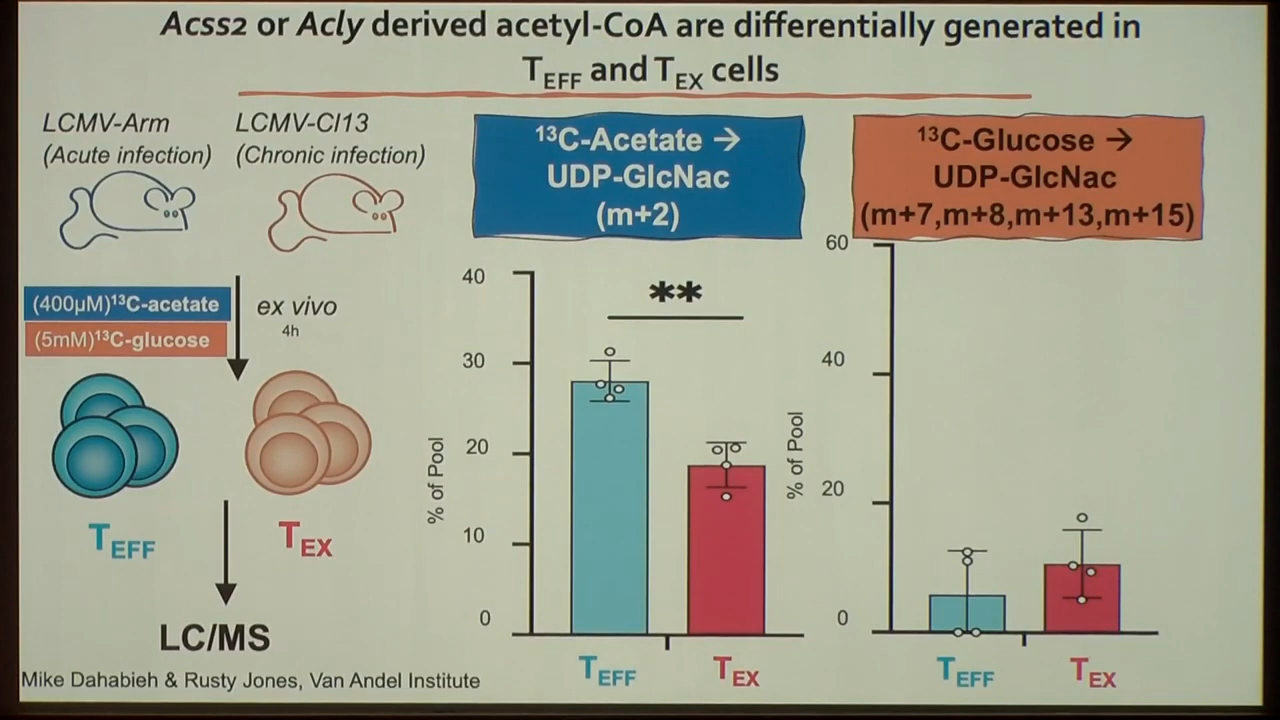 Acss2 or Acly derived acetyl-CoA are differentially generated in
TEFF and TEX cells
LCMV-Arm
(Acute infection)
LCMV-Cl13
(Chronic infection)
(400µM)¹³C-acetate
(5mM)¹³C-glucose
ex vivo
4h
TEFF
TEX
LC/MS
Mike Dahabieh & Rusty Jones, Van Andel Institute
¹³C-Acetate →
UDP-GlcNac
(m+2)
40
30
20
10
0
% of Pool
**
TEFF
TEX
¹³C-Glucose →
UDP-GlcNac
(m+7,m+8,m+13,m+15)
60
40
20
0
% of Pool
TEFF
TEX